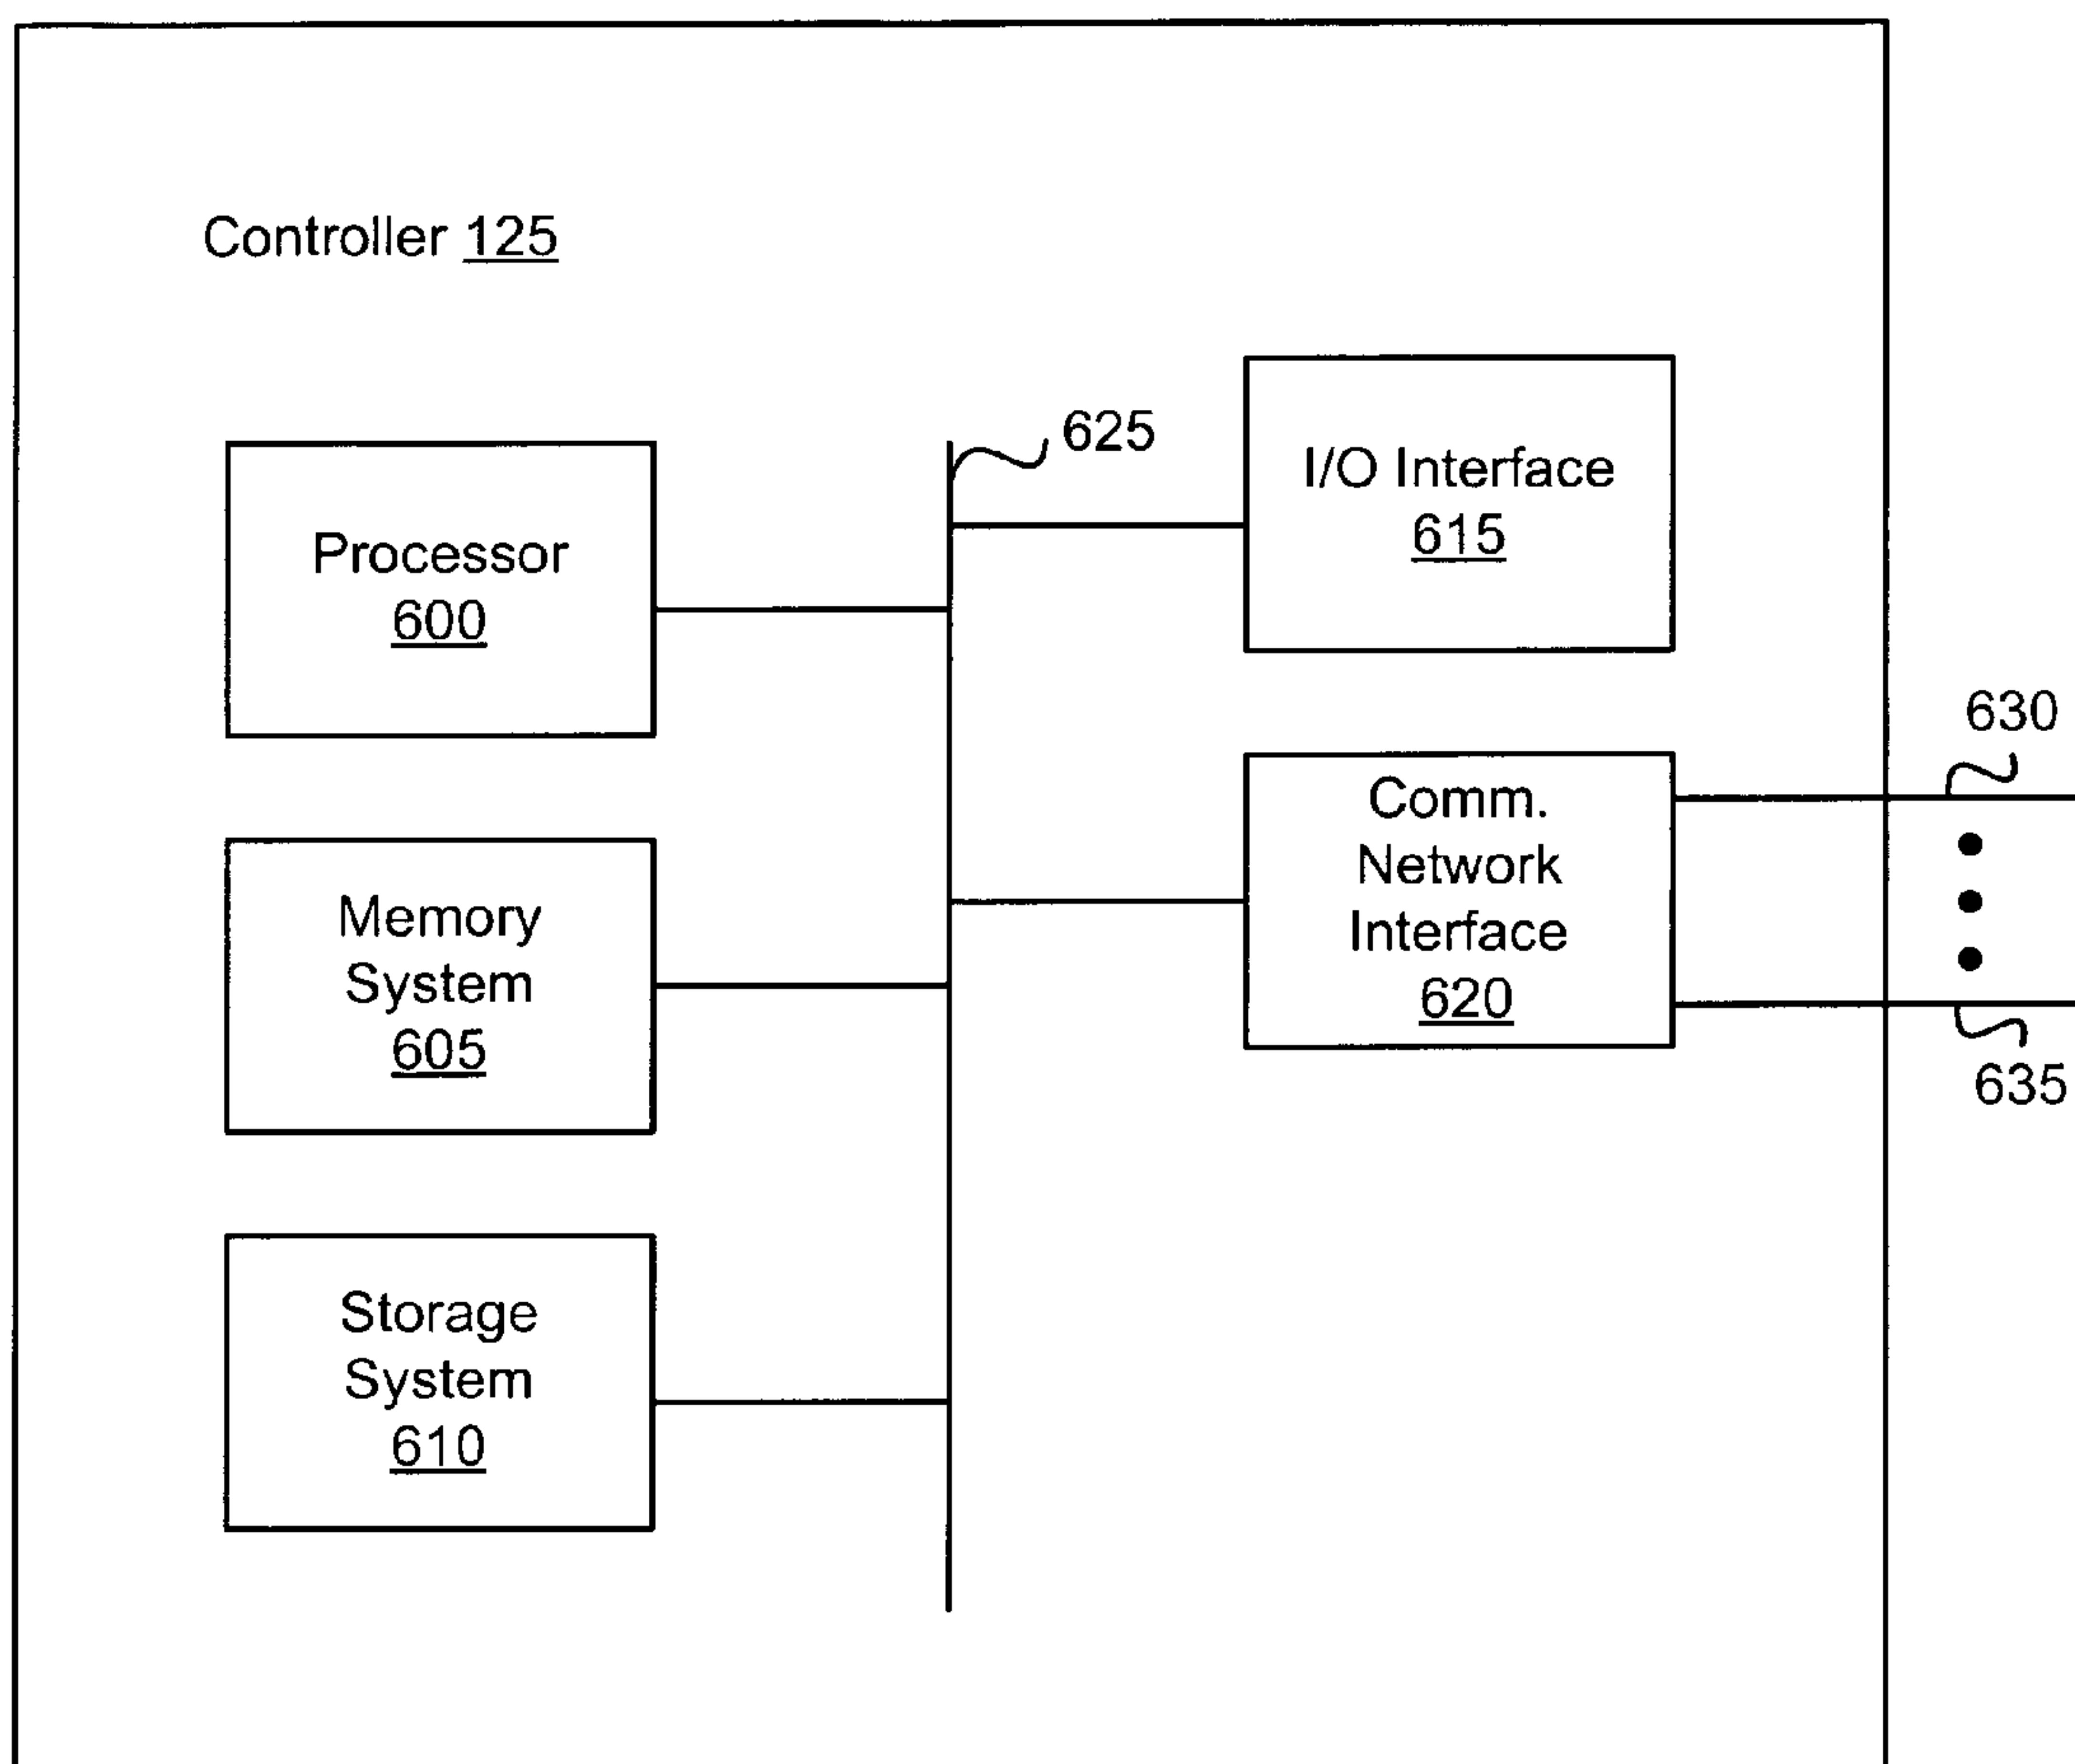 Controller 125
625
Processor
600
I/O Interface
615
630
Comm.
Network
Interface
620
635
Memory
System
605
Storage
System
610